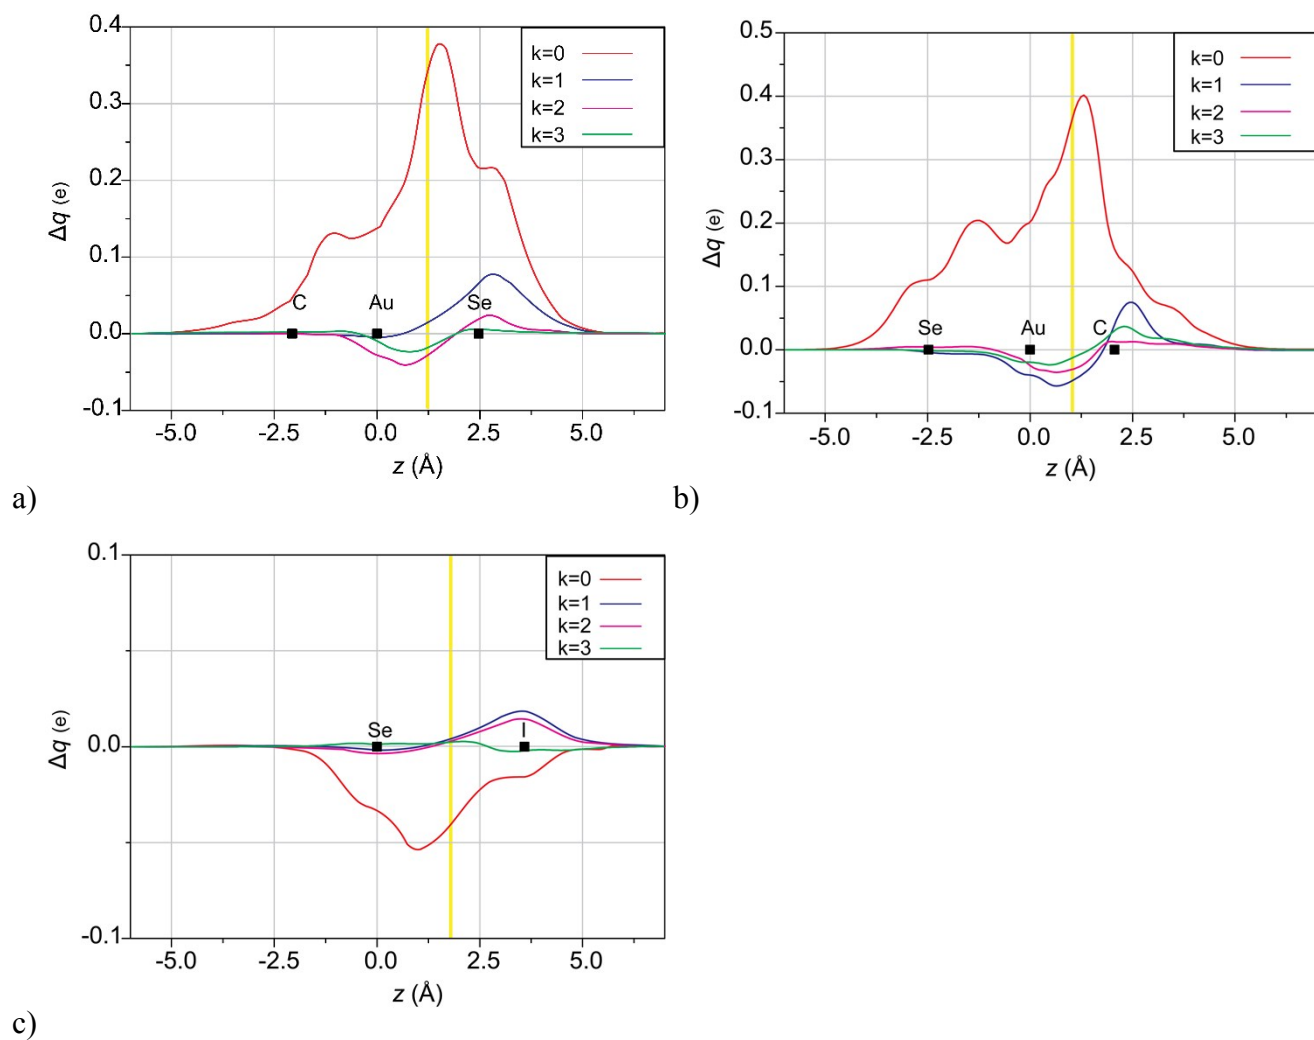 0.4
0.3
0.2
0.1
0.0
-0.1
Δq (e)
k=0
k=1
k=2
k=3
C Au Se
-5.0 -2.5 0.0 2.5 5.0
z (Å)
a)
0.5
0.4
0.3
0.2
0.1
0.0
-0.1
Δq (e)
k=0
k=1
k=2
k=3
Se Au C
-5.0 -2.5 0.0 2.5 5.0
z (Å)
b)
0.1
0.0
-0.1
Δq (e)
k=0
k=1
k=2
k=3
Se I
-5.0 -2.5 0.0 2.5 5.0
z (Å)
c)